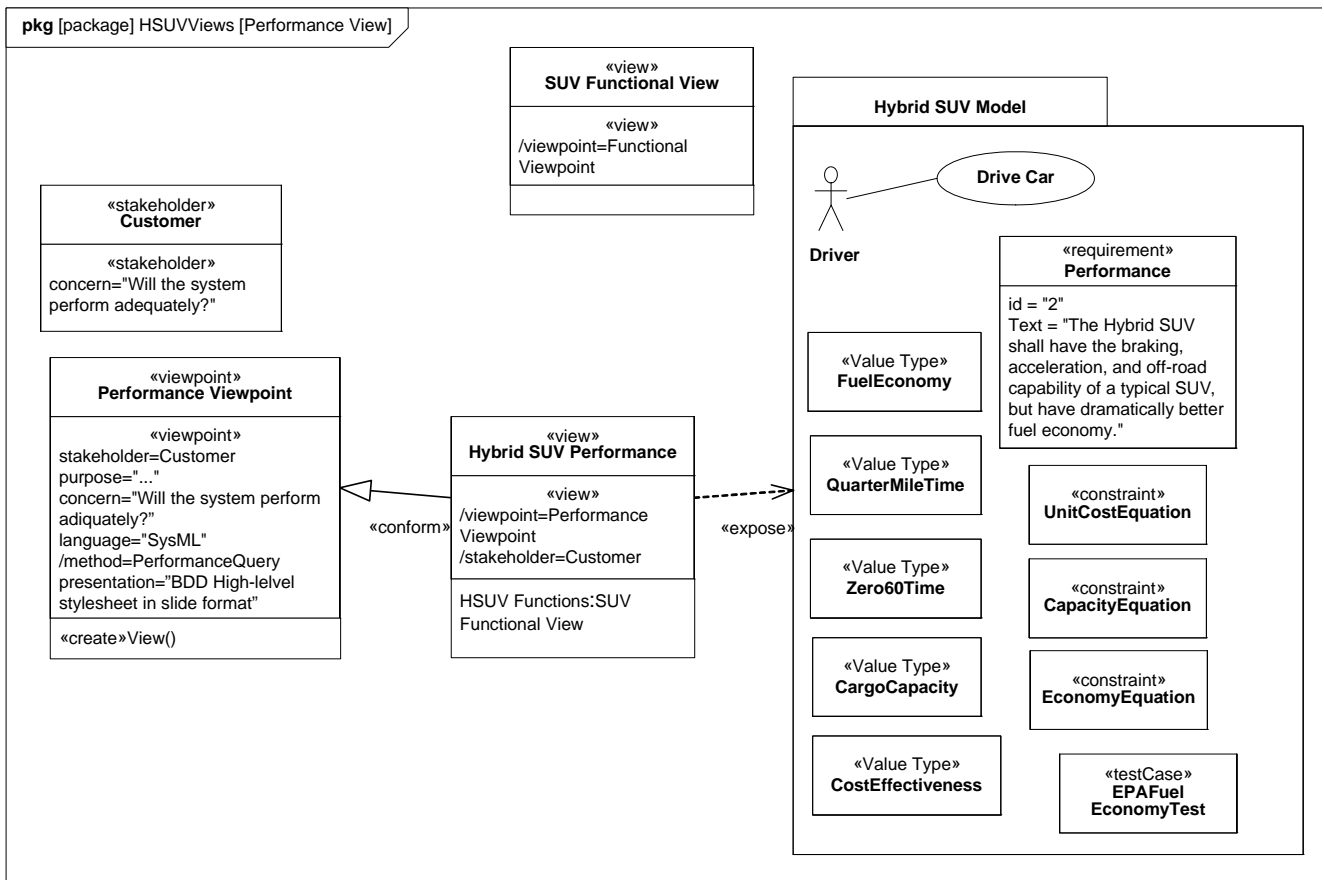 pkg [package] HSUVViews [Performance View]
«view»
SUV Functional View
«view»
/viewpoint=Functional
Viewpoint
«stakeholder»
Customer
«stakeholder»
concern="Will the system
perform adequately?"
«viewpoint»
Performance Viewpoint
«viewpoint»
stakeholder=Customer
purpose="..."
concern="Will the system perform
adiquately?”
language="SysML"
/method=PerformanceQuery
presentation=”BDD High-lelvel
stylesheet in slide format”
«create»View()
«conform»
«view»
Hybrid SUV Performance
«view»
/viewpoint=Performance
Viewpoint
/stakeholder=Customer
HSUV Functions:SUV
Functional View
«expose»
Hybrid SUV Model
Drive Car
Driver
«requirement»
Performance
id = "2"
Text = "The Hybrid SUV
shall have the braking,
acceleration, and off-road
capability of a typical SUV,
but have dramatically better
fuel economy."
«Value Type»
FuelEconomy
«Value Type»
QuarterMileTime
«Value Type»
Zero60Time
«Value Type»
CargoCapacity
«Value Type»
CostEffectiveness
«constraint»
UnitCostEquation
«constraint»
CapacityEquation
«constraint»
EconomyEquation
«testCase»
EPAFuel
EconomyTest